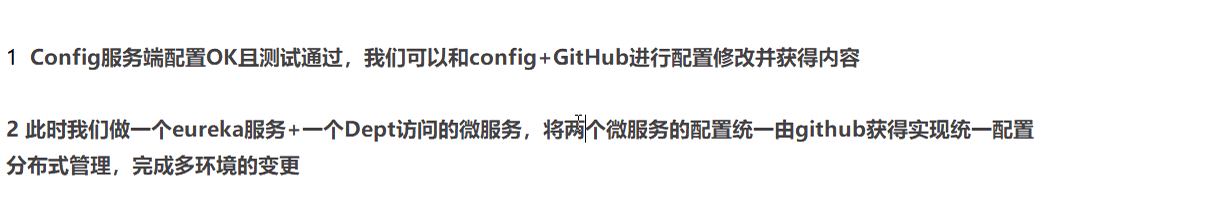 1 Config服务端配置OK且测试通过，我们可以和config+GitHub进行配置修改并获得内容
2 此时我们做一个eureka服务+一个Dept访问的微服务，将两个微服务的配置统一由github获得实现统一配置
分布式管理，完成多环境的变更